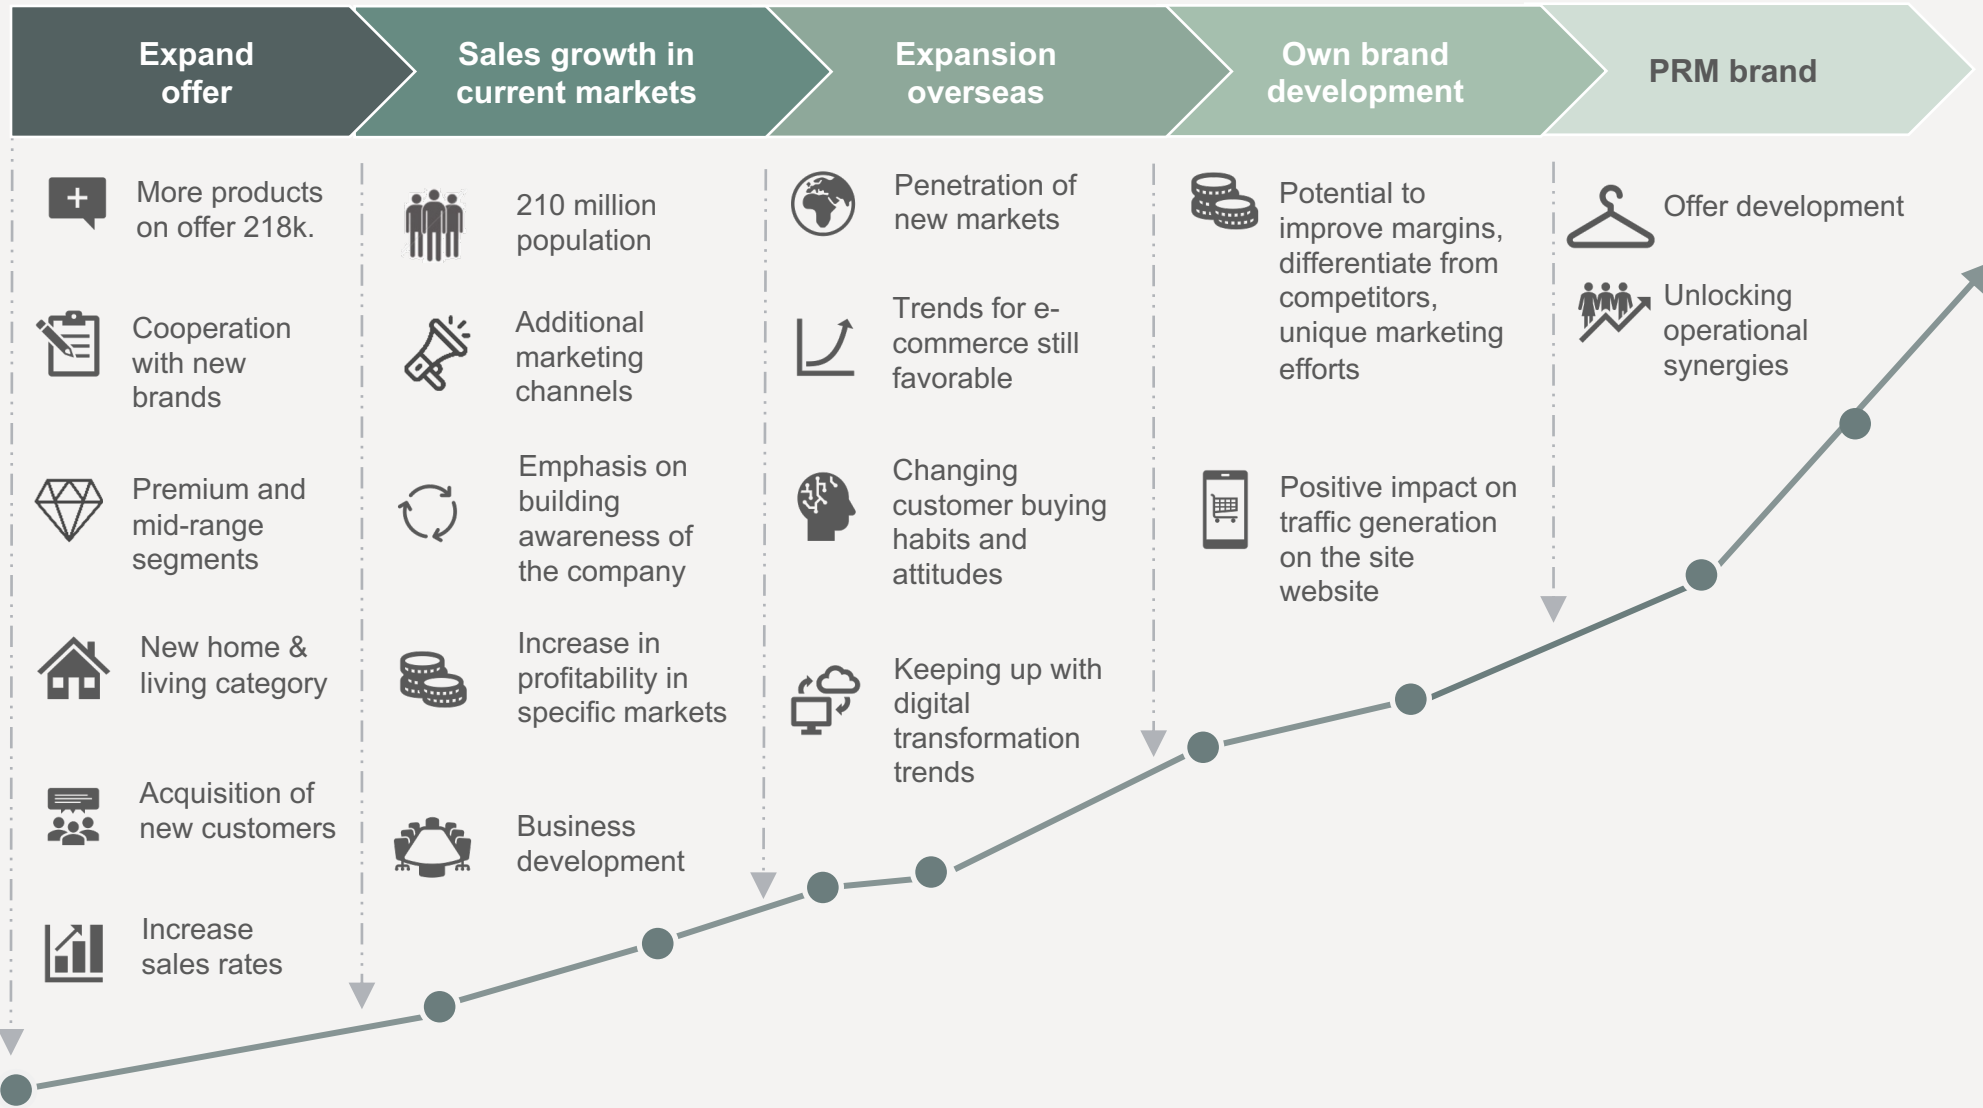 Expand
offer
Sales growth in
current markets
Expansion
overseas
Own brand
development
PRM brand
More products
on offer 218k.
Cooperation
with new
brands
Premium and
mid-range
segments
New home &
living category
Acquisition of
new customers
Increase
sales rates
210 million
population
Additional
marketing
channels
Emphasis on
building
awareness of
the company
Increase in
profitability in
specific markets
Business
development
Penetration of
new markets
Trends for e-
commerce still
favorable
Changing
customer buying
habits and
attitudes
Keeping up with
digital
transformation
trends
Potential to
improve margins,
differentiate from
competitors,
unique marketing
efforts
Positive impact on
traffic generation
on the site
website
Offer development
Unlocking
operational
synergies